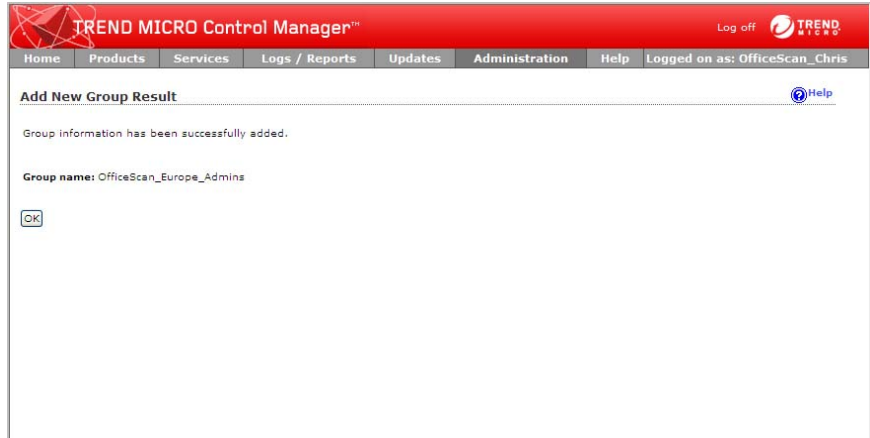 TREND MICRO Control Manager™
Log off TREND MICRO
Home Products Services Logs / Reports Updates Administration Help Logged on as: OfficeScan_Chris
Add New Group Result
Help
Group information has been successfully added.
Group name: OfficeScan_Europe_Admins
OK